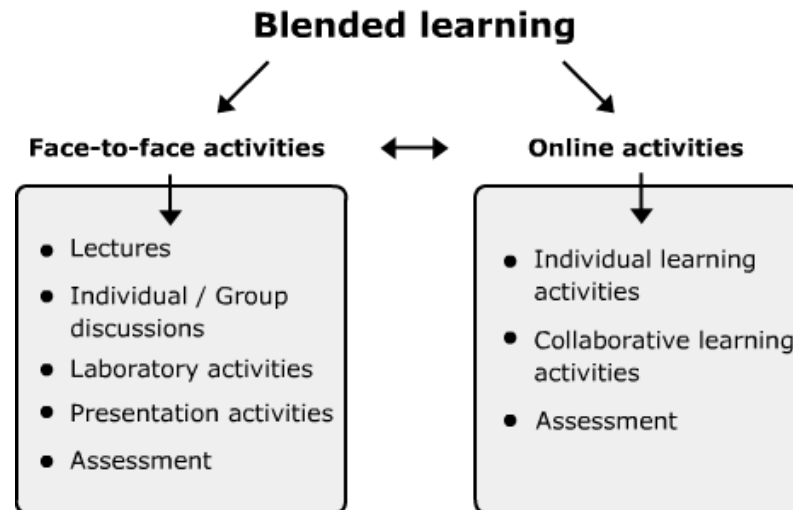 Blended learning
Face-to-face activities
Online activities
Lectures
Individual / Group
discussions
Laboratory activities
Presentation activities
Assessment
Individual learning
activities
Collaborative learning
activities
Assessment